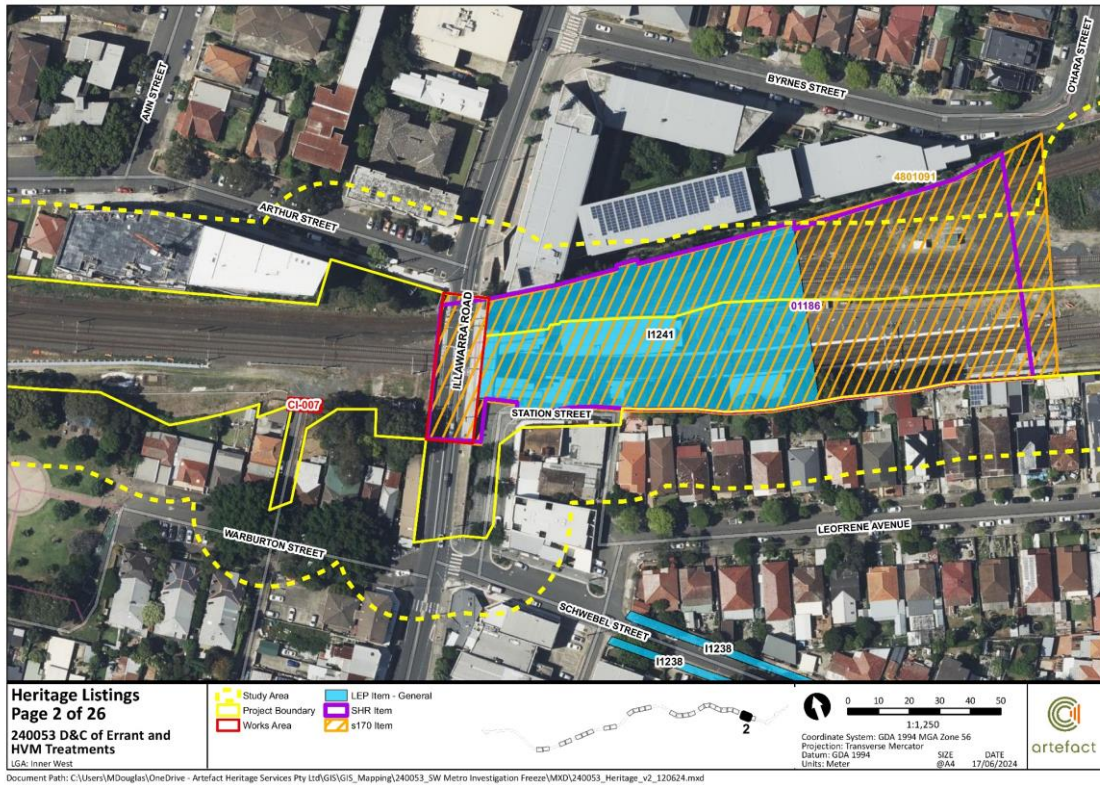 BYRNES STREET
O'HARA STREET
ANN STREET
4801091
ARTHUR STREET
ILLAWARRA ROAD
01186
I1241
CI-007
STATION STREET
LEOFRENE AVENUE
WARBURTON STREET
SCHWEBEL STREET
I1238
I1238
Heritage Listings
Page 2 of 26
240053 D&C of Errant and
HVM Treatments
LGA: Inner West
Study Area
Project Boundary
Works Area
LEP Item - General
SHR Item
s170 Item
2
0 10 20 30 40 50
1:1,250
Coordinate System: GDA 1994 MGA Zone 56
Projection: Transverse Mercator
Datum: GDA 1994
Units: Meter
SIZE
@A4
DATE
17/06/2024
artefact
Document Path: C:\Users\MDouglas\OneDrive - Artefact Heritage Services Pty Ltd\GIS\GIS_Mapping\240053_SW Metro Investigation Freeze\MXD\240053_Heritage_v2_120624.mxd